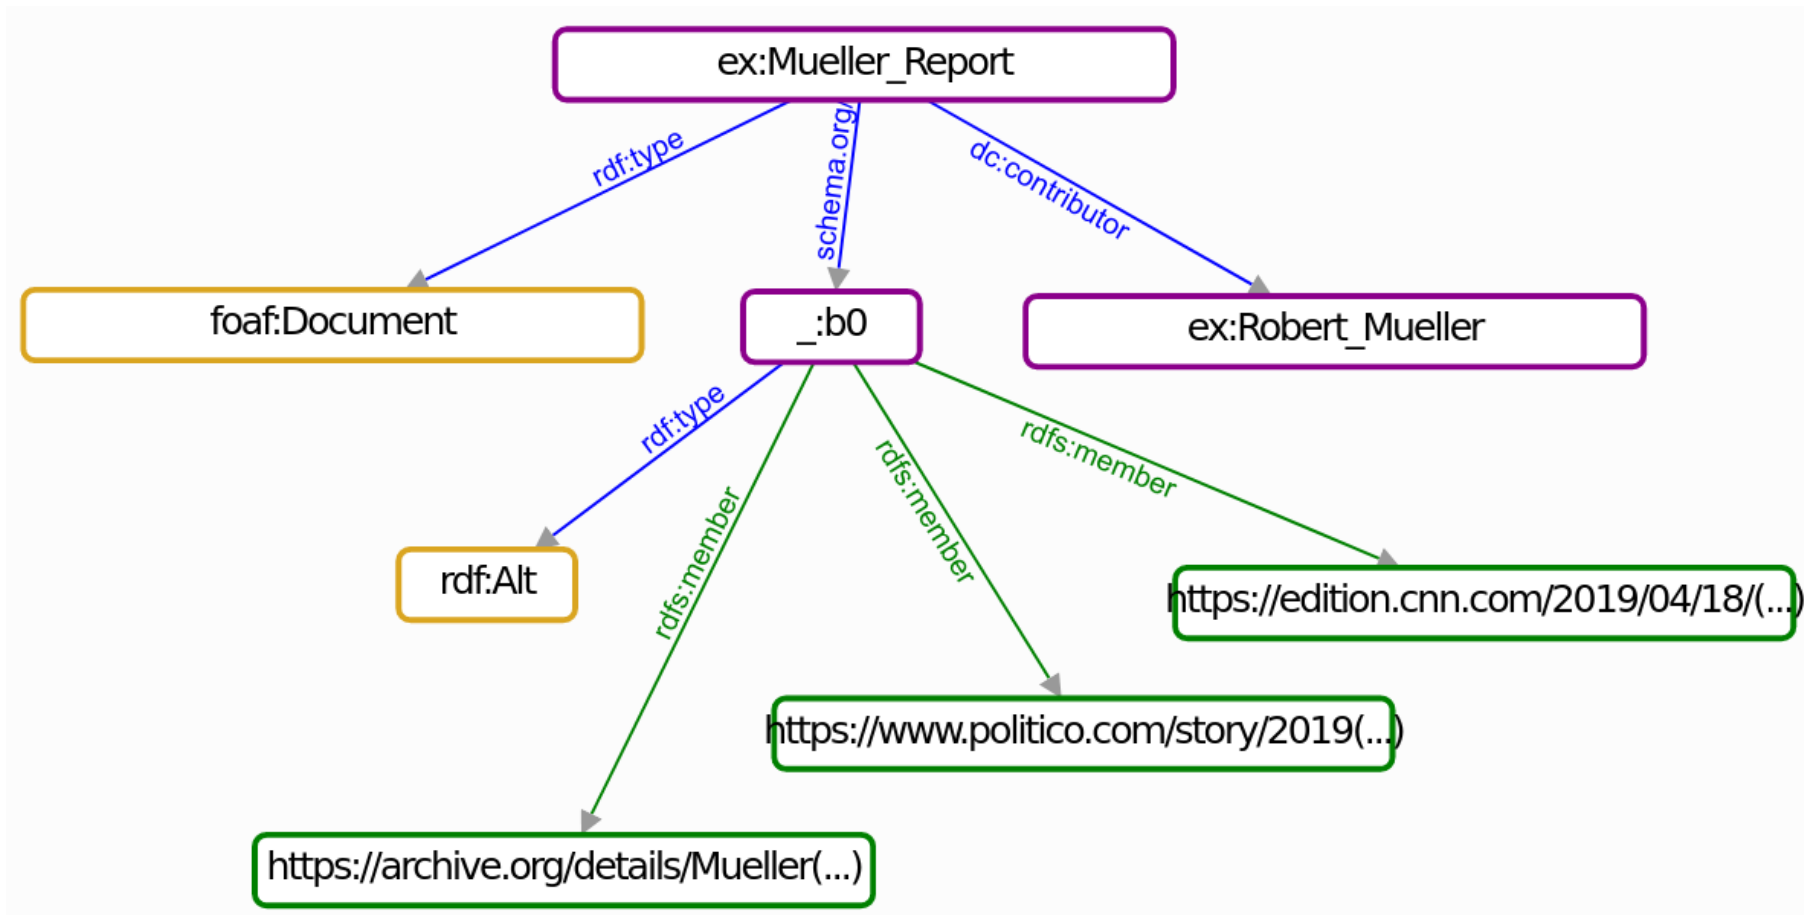 ex:Mueller_Report
rdf:type
schema.org/
dc:contributor
foaf:Document
_:b0
ex:Robert_Mueller
rdf:type
rdfs:member
rdfs:member
rdfs:member
rdf:Alt
https://edition.cnn.com/2019/04/18/(...)
https://www.politico.com/story/2019(...)
https://archive.org/details/Mueller(...)